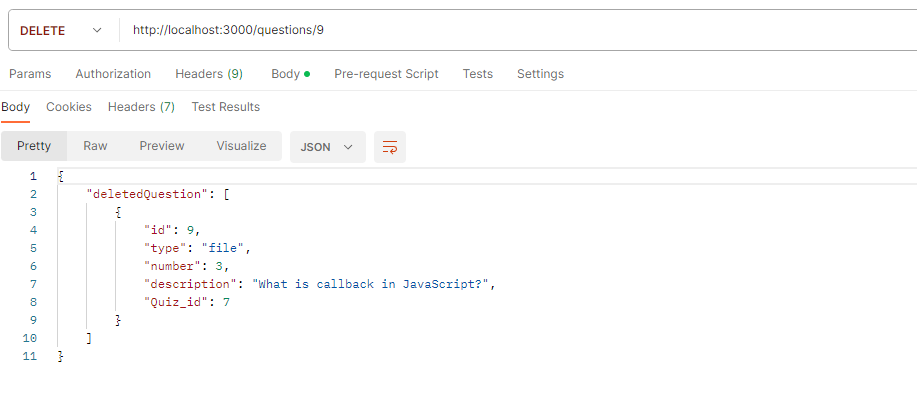 DELETE http://localhost:3000/questions/9
Params Authorization Headers (9) Body Pre-request Script Tests Settings
Body Cookies Headers (7) Test Results
Pretty Raw Preview Visualize JSON
1 {
2 "deletedQuestion": [
3 {
4 "id": 9,
5 "type": "file",
6 "number": 3,
7 "description": "What is callback in JavaScript?",
8 "Quiz_id": 7
9 }
10 ]
11 }